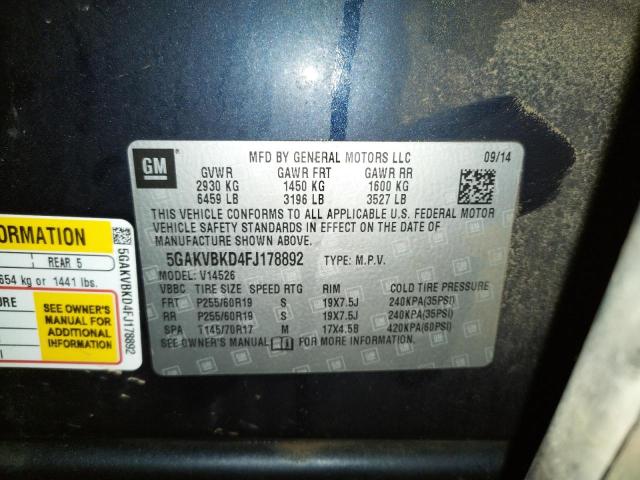 GM
MFD BY GENERAL MOTORS LLC
09/14
GVWR GAWR FRT GAWR RR
2930 KG 1450 KG 1600 KG
6459 LB 3196 LB 3527 LB
THIS VEHICLE CONFORMS TO ALL APPLICABLE U.S. FEDERAL MOTOR
VEHICLE SAFETY STANDARDS IN EFFECT ON THE DATE OF
MANUFACTURE SHOWN ABOVE.
5GAKVBKD4FJ178892 TYPE: M.P.V.
MODEL: V14526
VBBC TIRE SIZE SPEED RTG RIM COLD TIRE PRESSURE
FRT P255/60R19 S 19X7.5J 240KPA(35PSI)
RR P255/60R19 S 19X7.5J 240KPA(35PSI)
SPA T145/70R17 M 17X4.5B 420KPA(60PSI)
SEE OWNER'S MANUAL FOR MORE INFORMATION
ORMATION
REAR 5
654 kg or 1441 lbs.
URE
SEE OWNER'S
MANUAL FOR
ADDITIONAL
INFORMATION
5GAKVBKD4FJ178892